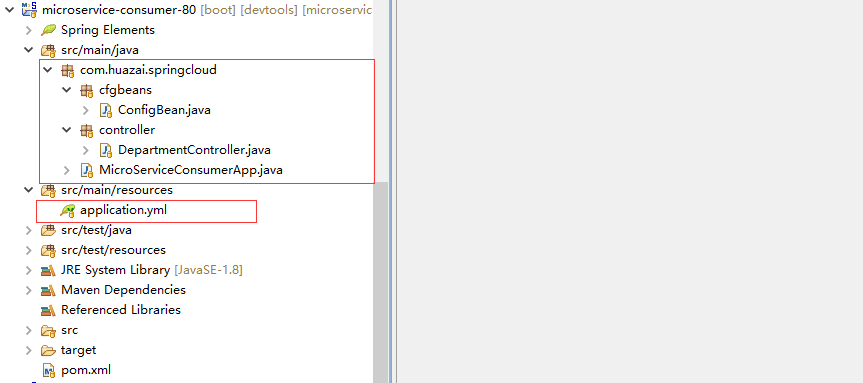 microservice-consumer-80 [boot] [devtools] [microservic
Spring Elements
src/main/java
com.huazai.springcloud
cfgbeans
ConfigBean.java
controller
DepartmentController.java
MicroServiceConsumerApp.java
src/main/resources
application.yml
src/test/java
src/test/resources
JRE System Library [JavaSE-1.8]
Maven Dependencies
Referenced Libraries
src
target
pom.xml